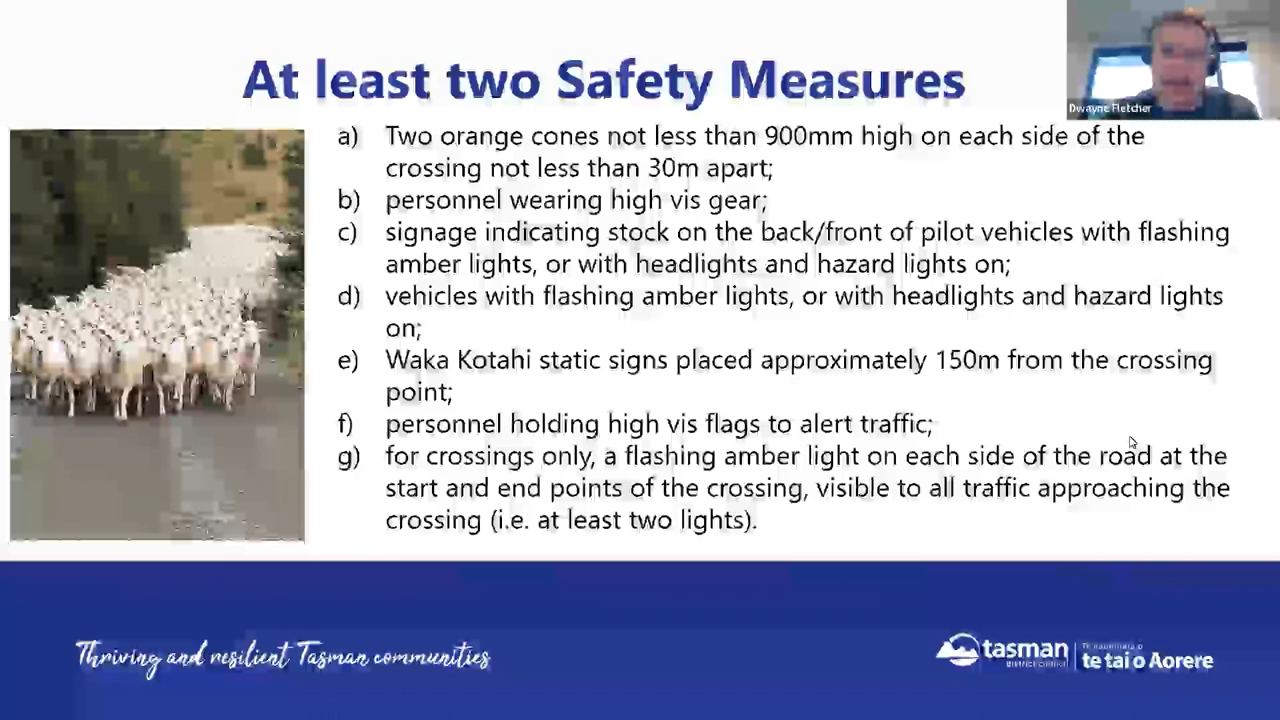 At least two Safety Measures
Dwayne Fletcher
a) Two orange cones not less than 900mm high on each side of the
crossing not less than 30m apart;
b) personnel wearing high vis gear;
c) signage indicating stock on the back/front of pilot vehicles with flashing
amber lights, or with headlights and hazard lights on;
d) vehicles with flashing amber lights, or with headlights and hazard lights
on;
e) Waka Kotahi static signs placed approximately 150m from the crossing
point;
f) personnel holding high vis flags to alert traffic;
g) for crossings only, a flashing amber light on each side of the road at the
start and end points of the crossing, visible to all traffic approaching the
crossing (i.e. at least two lights).
Thriving and resilient Tasman communities
tasman
district council
te tai o Aorere